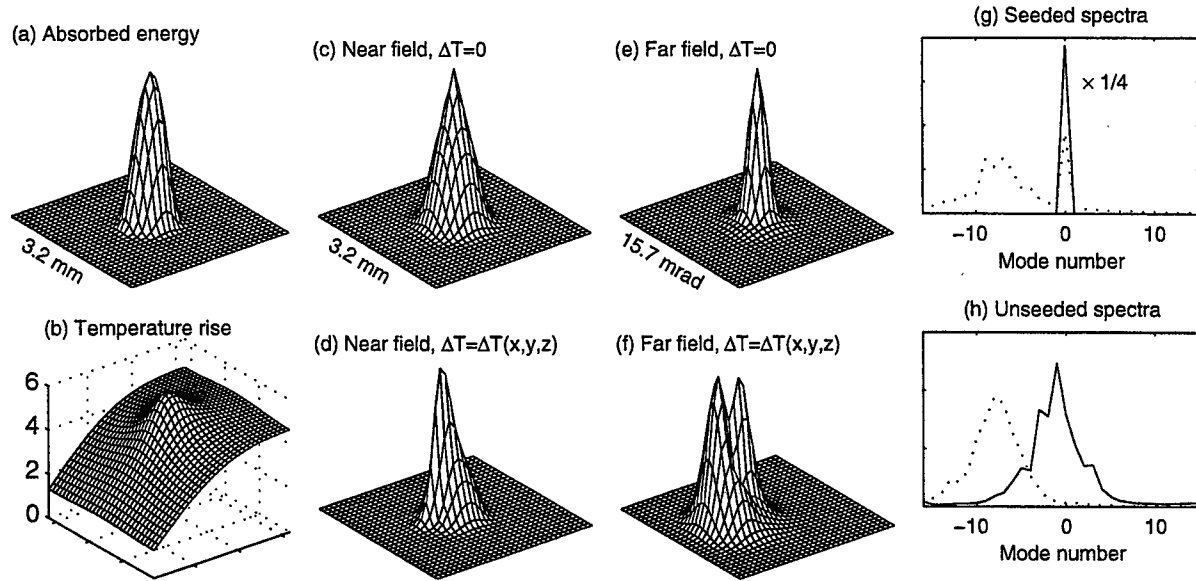 (a) Absorbed energy
3.2 mm
(b) Temperature rise
6
4
2
0
(c) Near field, ΔT=0
3.2 mm
(d) Near field, ΔT=ΔT(x,y,z)
(e) Far field, ΔT=0
15.7 mrad
(f) Far field, ΔT=ΔT(x,y,z)
(g) Seeded spectra
× 1/4
−10 0 10
Mode number
(h) Unseeded spectra
−10 0 10
Mode number